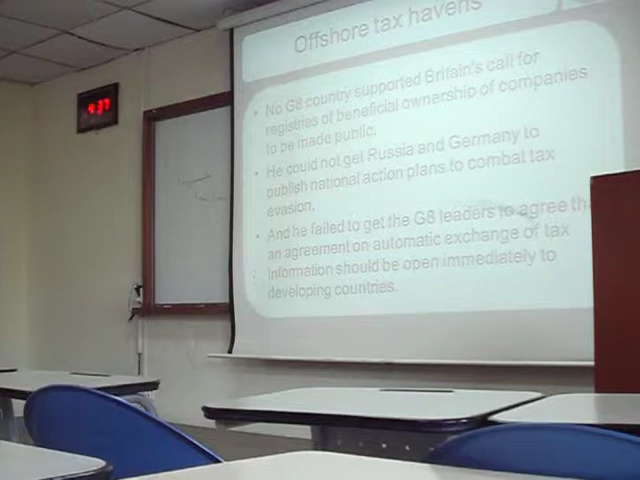 Offshore tax havens
4:37
• No G8 country supported Britain's call for
registries of beneficial ownership of companies
to be made public.
• He could not get Russia and Germany to
publish national action plans to combat tax
evasion.
• And he failed to get the G8 leaders to agree th
an agreement on automatic exchange of tax
information should be open immediately to
developing countries.